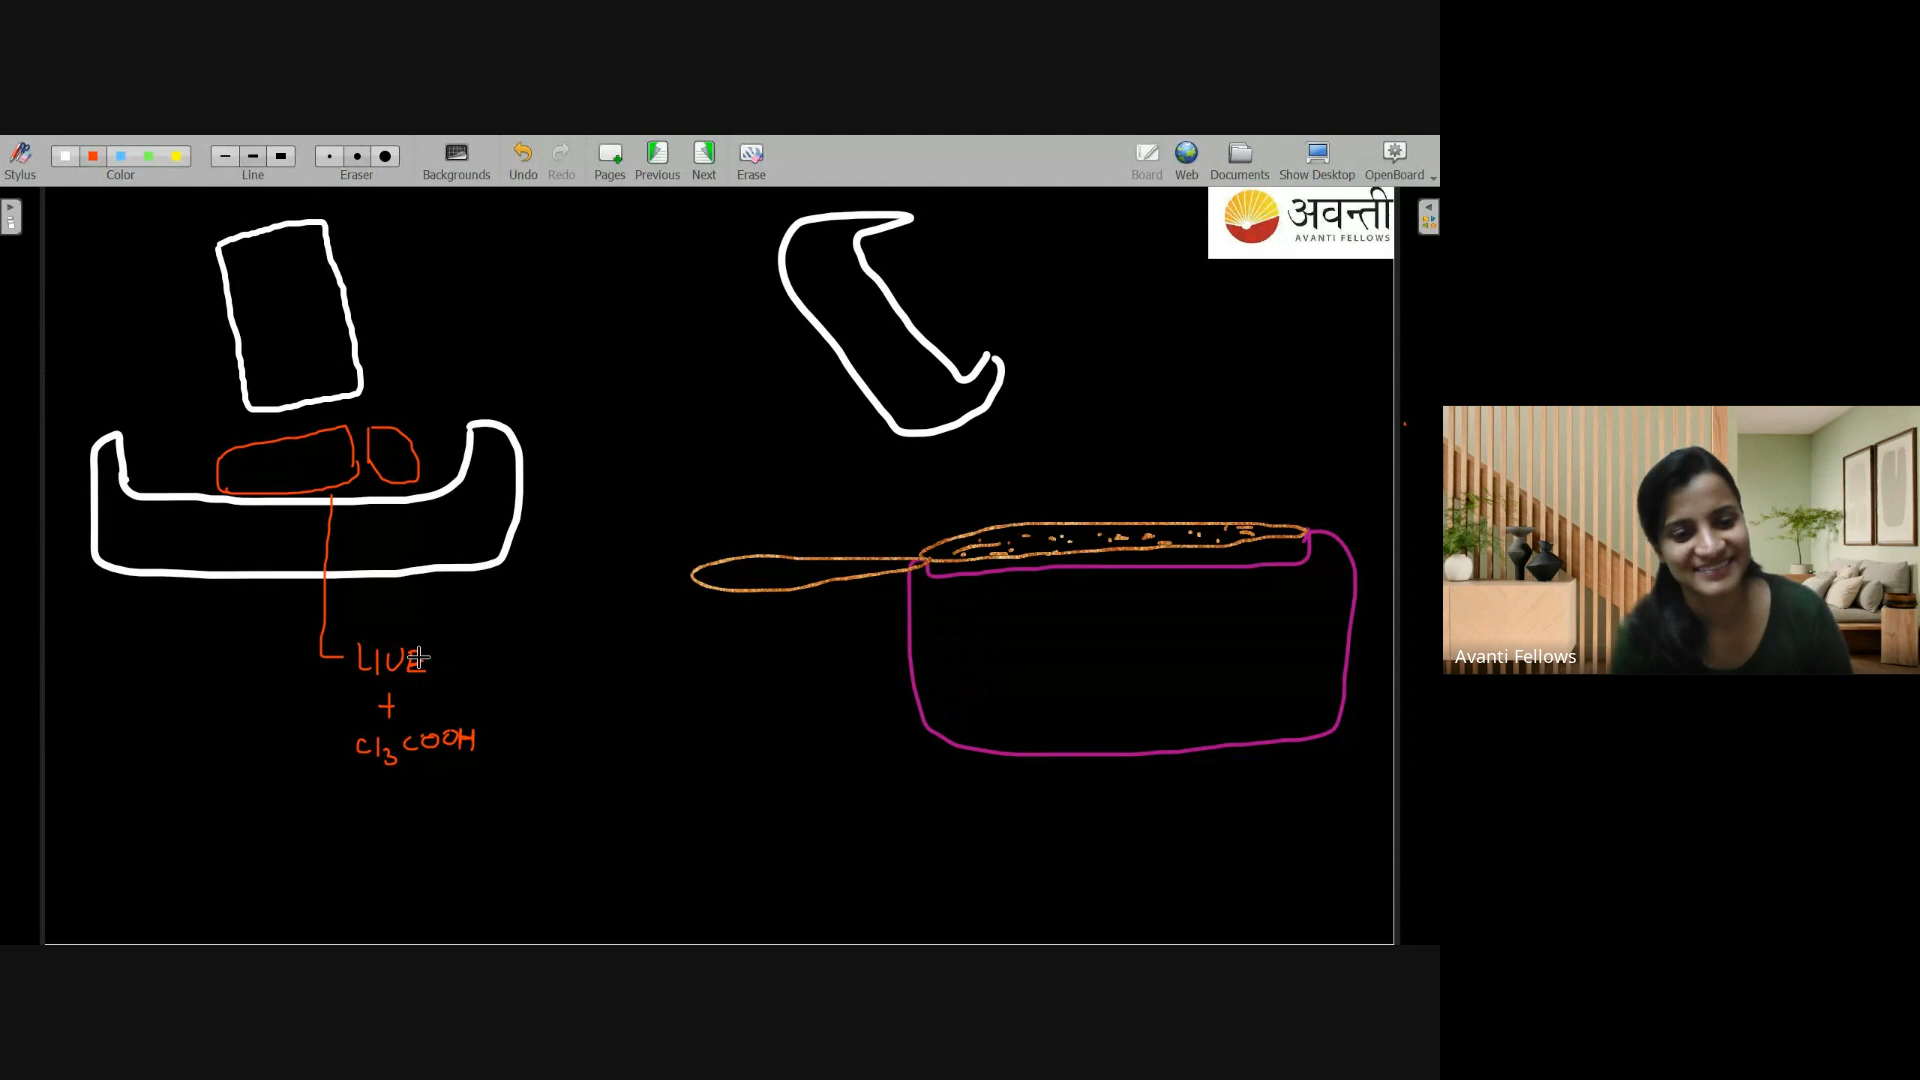 Stylus
Color
Line
Eraser
Backgrounds
Undo
Redo
Pages
Previous
Next
Erase
Board
Web
Documents
Show Desktop
OpenBoard
अवन्ती
AVANTI FELLOWS
LIVE
+
Cl3COOH
Avanti Fellows